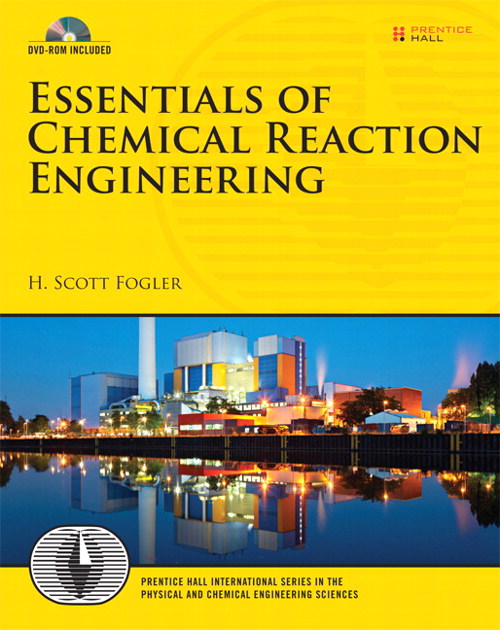 DVD-ROM INCLUDED
PRENTICE
HALL
ESSENTIALS OF
CHEMICAL REACTION
ENGINEERING
H. SCOTT FOGLER
PRENTICE HALL INTERNATIONAL SERIES IN THE
PHYSICAL AND CHEMICAL ENGINEERING SCIENCES